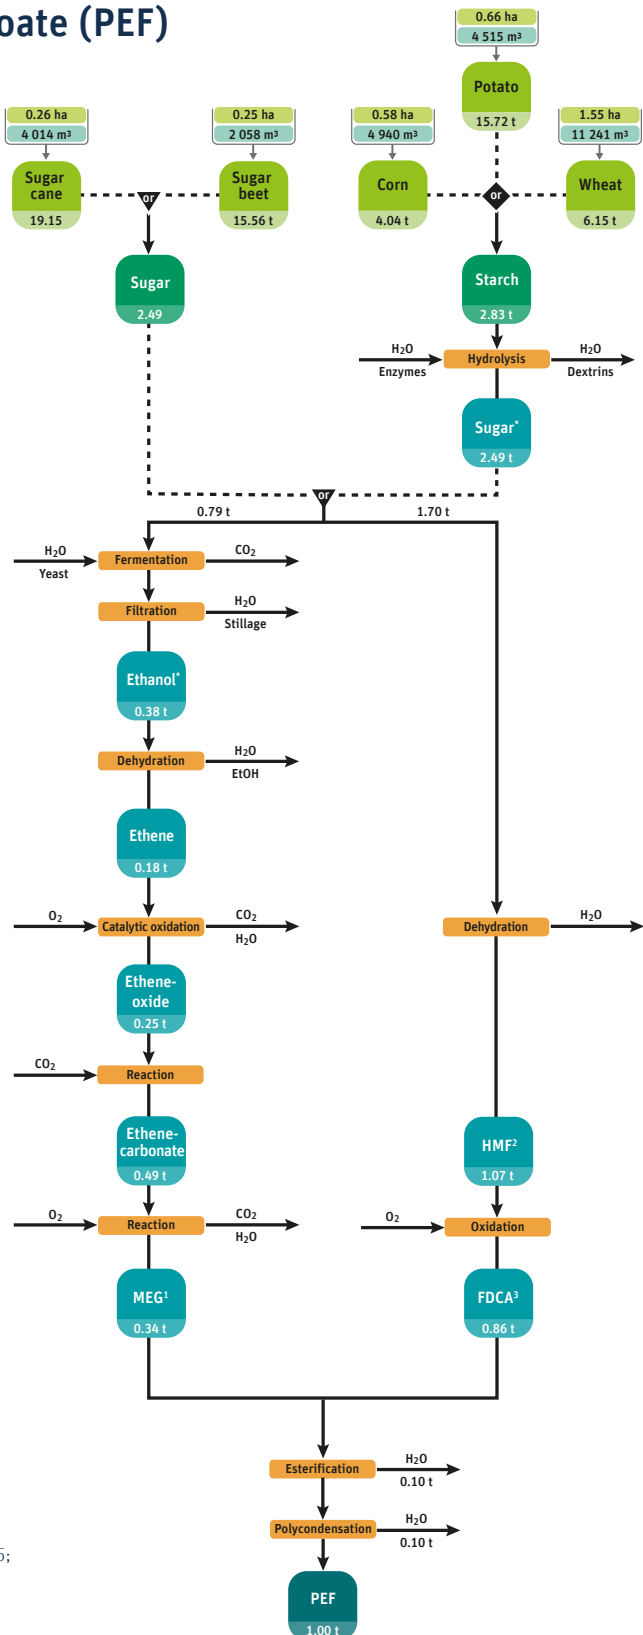 oate (PEF)
0.66 ha
4 515 m³
Potato
15.72 t
0.26 ha
4 014 m³
Sugar
cane
19.15
0.25 ha
2 058 m³
Sugar
beet
15.56 t
0.58 ha
4 940 m³
Corn
4.04 t
1.55 ha
11 241 m³
Wheat
6.15 t
or
or
Sugar
2.49
Starch
2.83 t
H₂O
Enzymes
Hydrolysis
H₂O
Dextrins
Sugar*
2.49 t
or
0.79 t
1.70 t
H₂O
Yeast
Fermentation
CO₂
Filtration
H₂O
Stillage
Ethanol*
0.38 t
Dehydration
H₂O
EtOH
Ethene
0.18 t
O₂
Catalytic oxidation
CO₂
H₂O
Dehydration
H₂O
Ethene-
oxide
0.25 t
CO₂
Reaction
Ethene-
carbonate
0.49 t
HMF²
1.07 t
O₂
Reaction
CO₂
H₂O
O₂
Oxidation
MEG¹
0.34 t
FDCA³
0.86 t
Esterification
H₂O
0.10 t
Polycondensation
H₂O
0.10 t
PEF
1.00 t